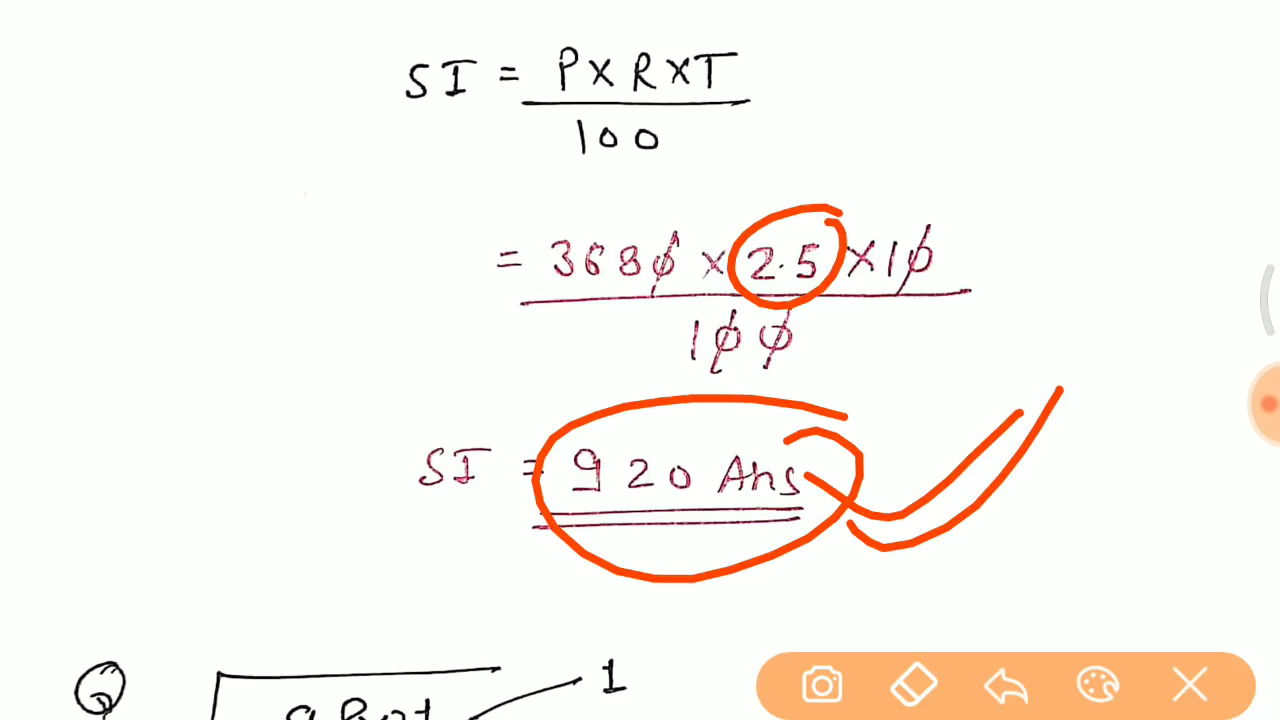 SI = P×R×T
100
= 3680 × 2.5 × 10
100
SI = 920 Ans
1